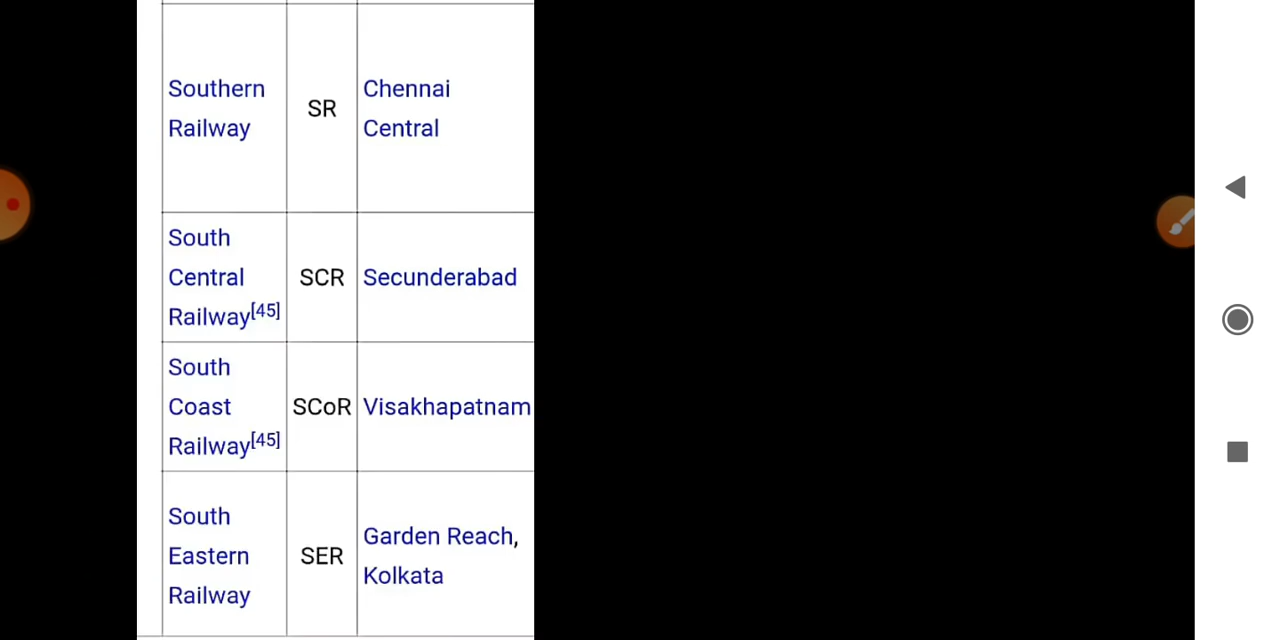 Southern
Railway
SR
Chennai
Central
South
Central
Railway[45]
SCR
Secunderabad
South
Coast
Railway[45]
SCoR
Visakhapatnam
South
Eastern
Railway
SER
Garden Reach,
Kolkata